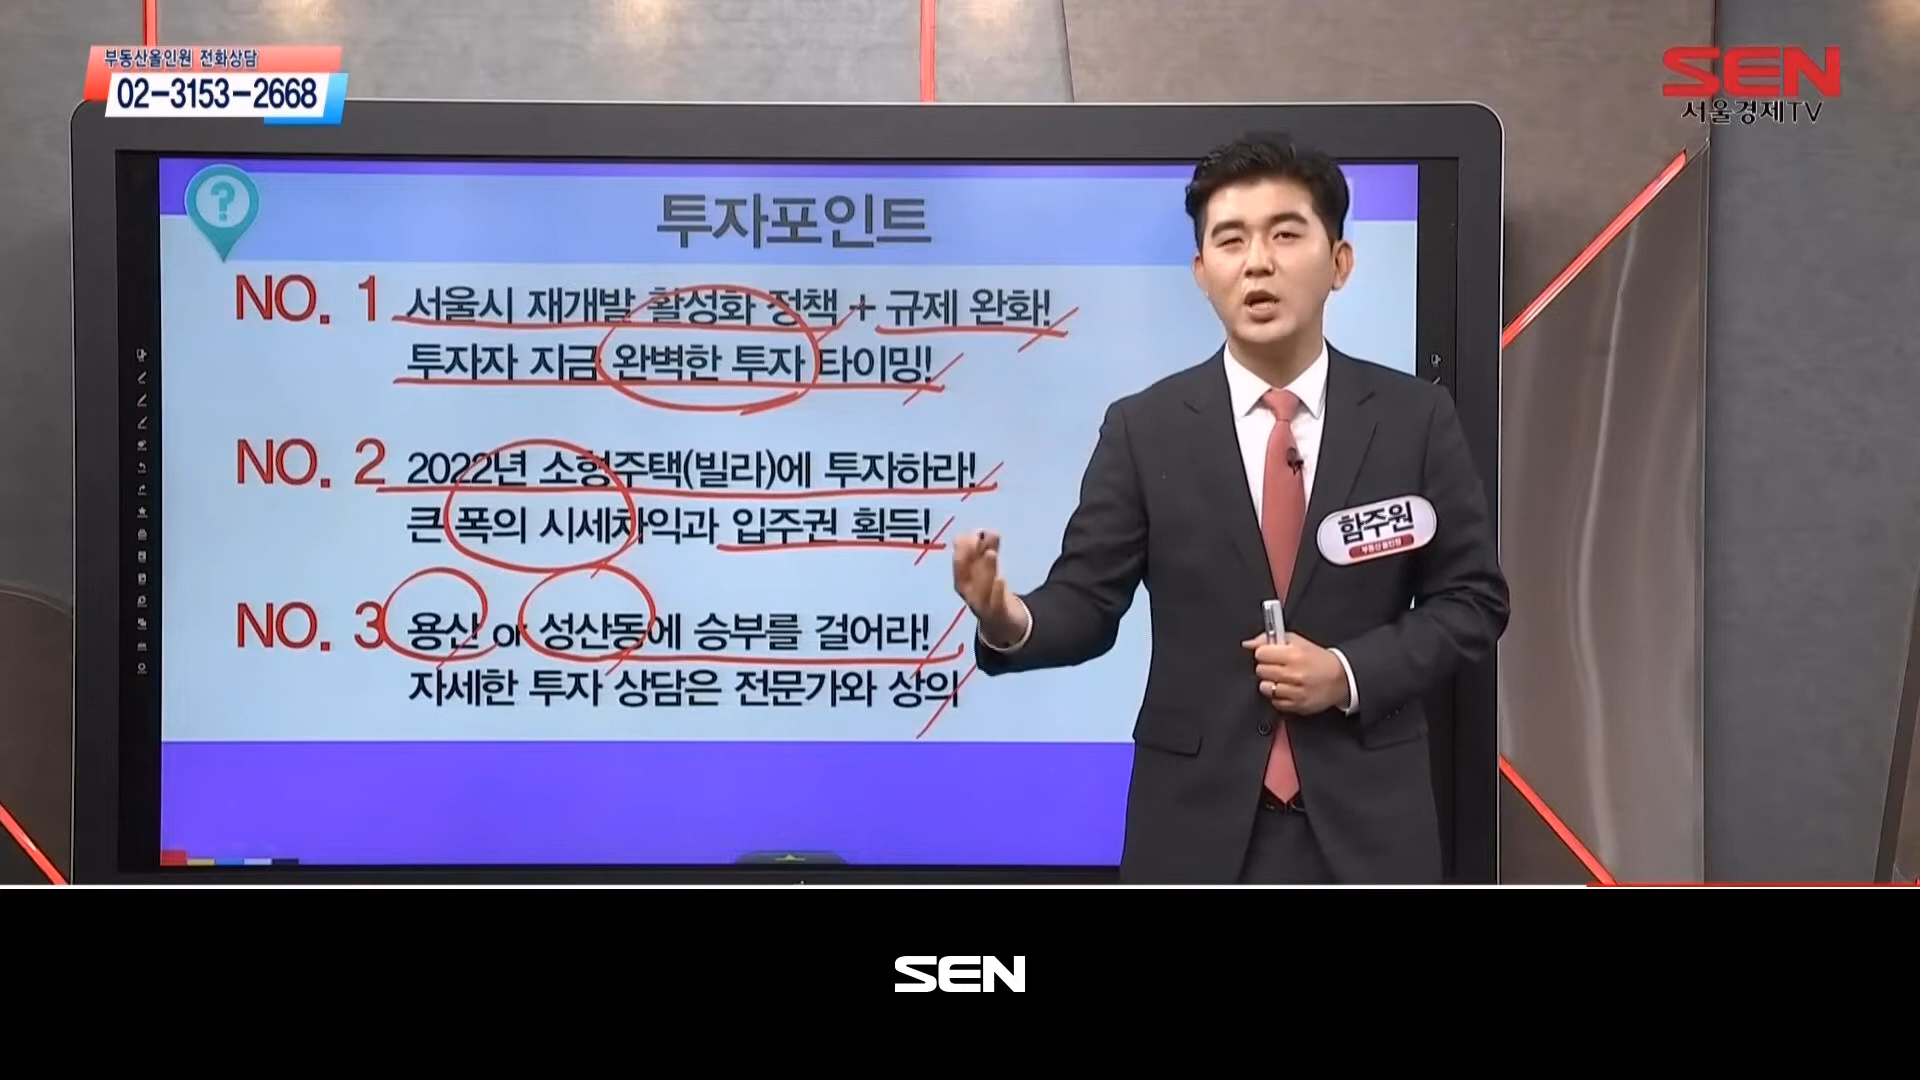 부동산올인원 전화상담
02-3153-2668
SEN
서울경제TV
?
투자포인트
NO. 1 서울시 재개발 활성화 정책 + 규제 완화!
투자자 지금 완벽한 투자 타이밍!
NO. 2 2022년 소형주택(빌라)에 투자하라!
큰 폭의 시세차익과 입주권 획득!
NO. 3 용산 or 성산동에 승부를 걸어라!
자세한 투자 상담은 전문가와 상의
함주원
부동산올인원
SEN